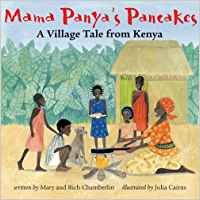 Mama Panya's Pancakes
A Village Tale from Kenya
written by Mary and Rich Chamberlin illustrated by Julia Cairns